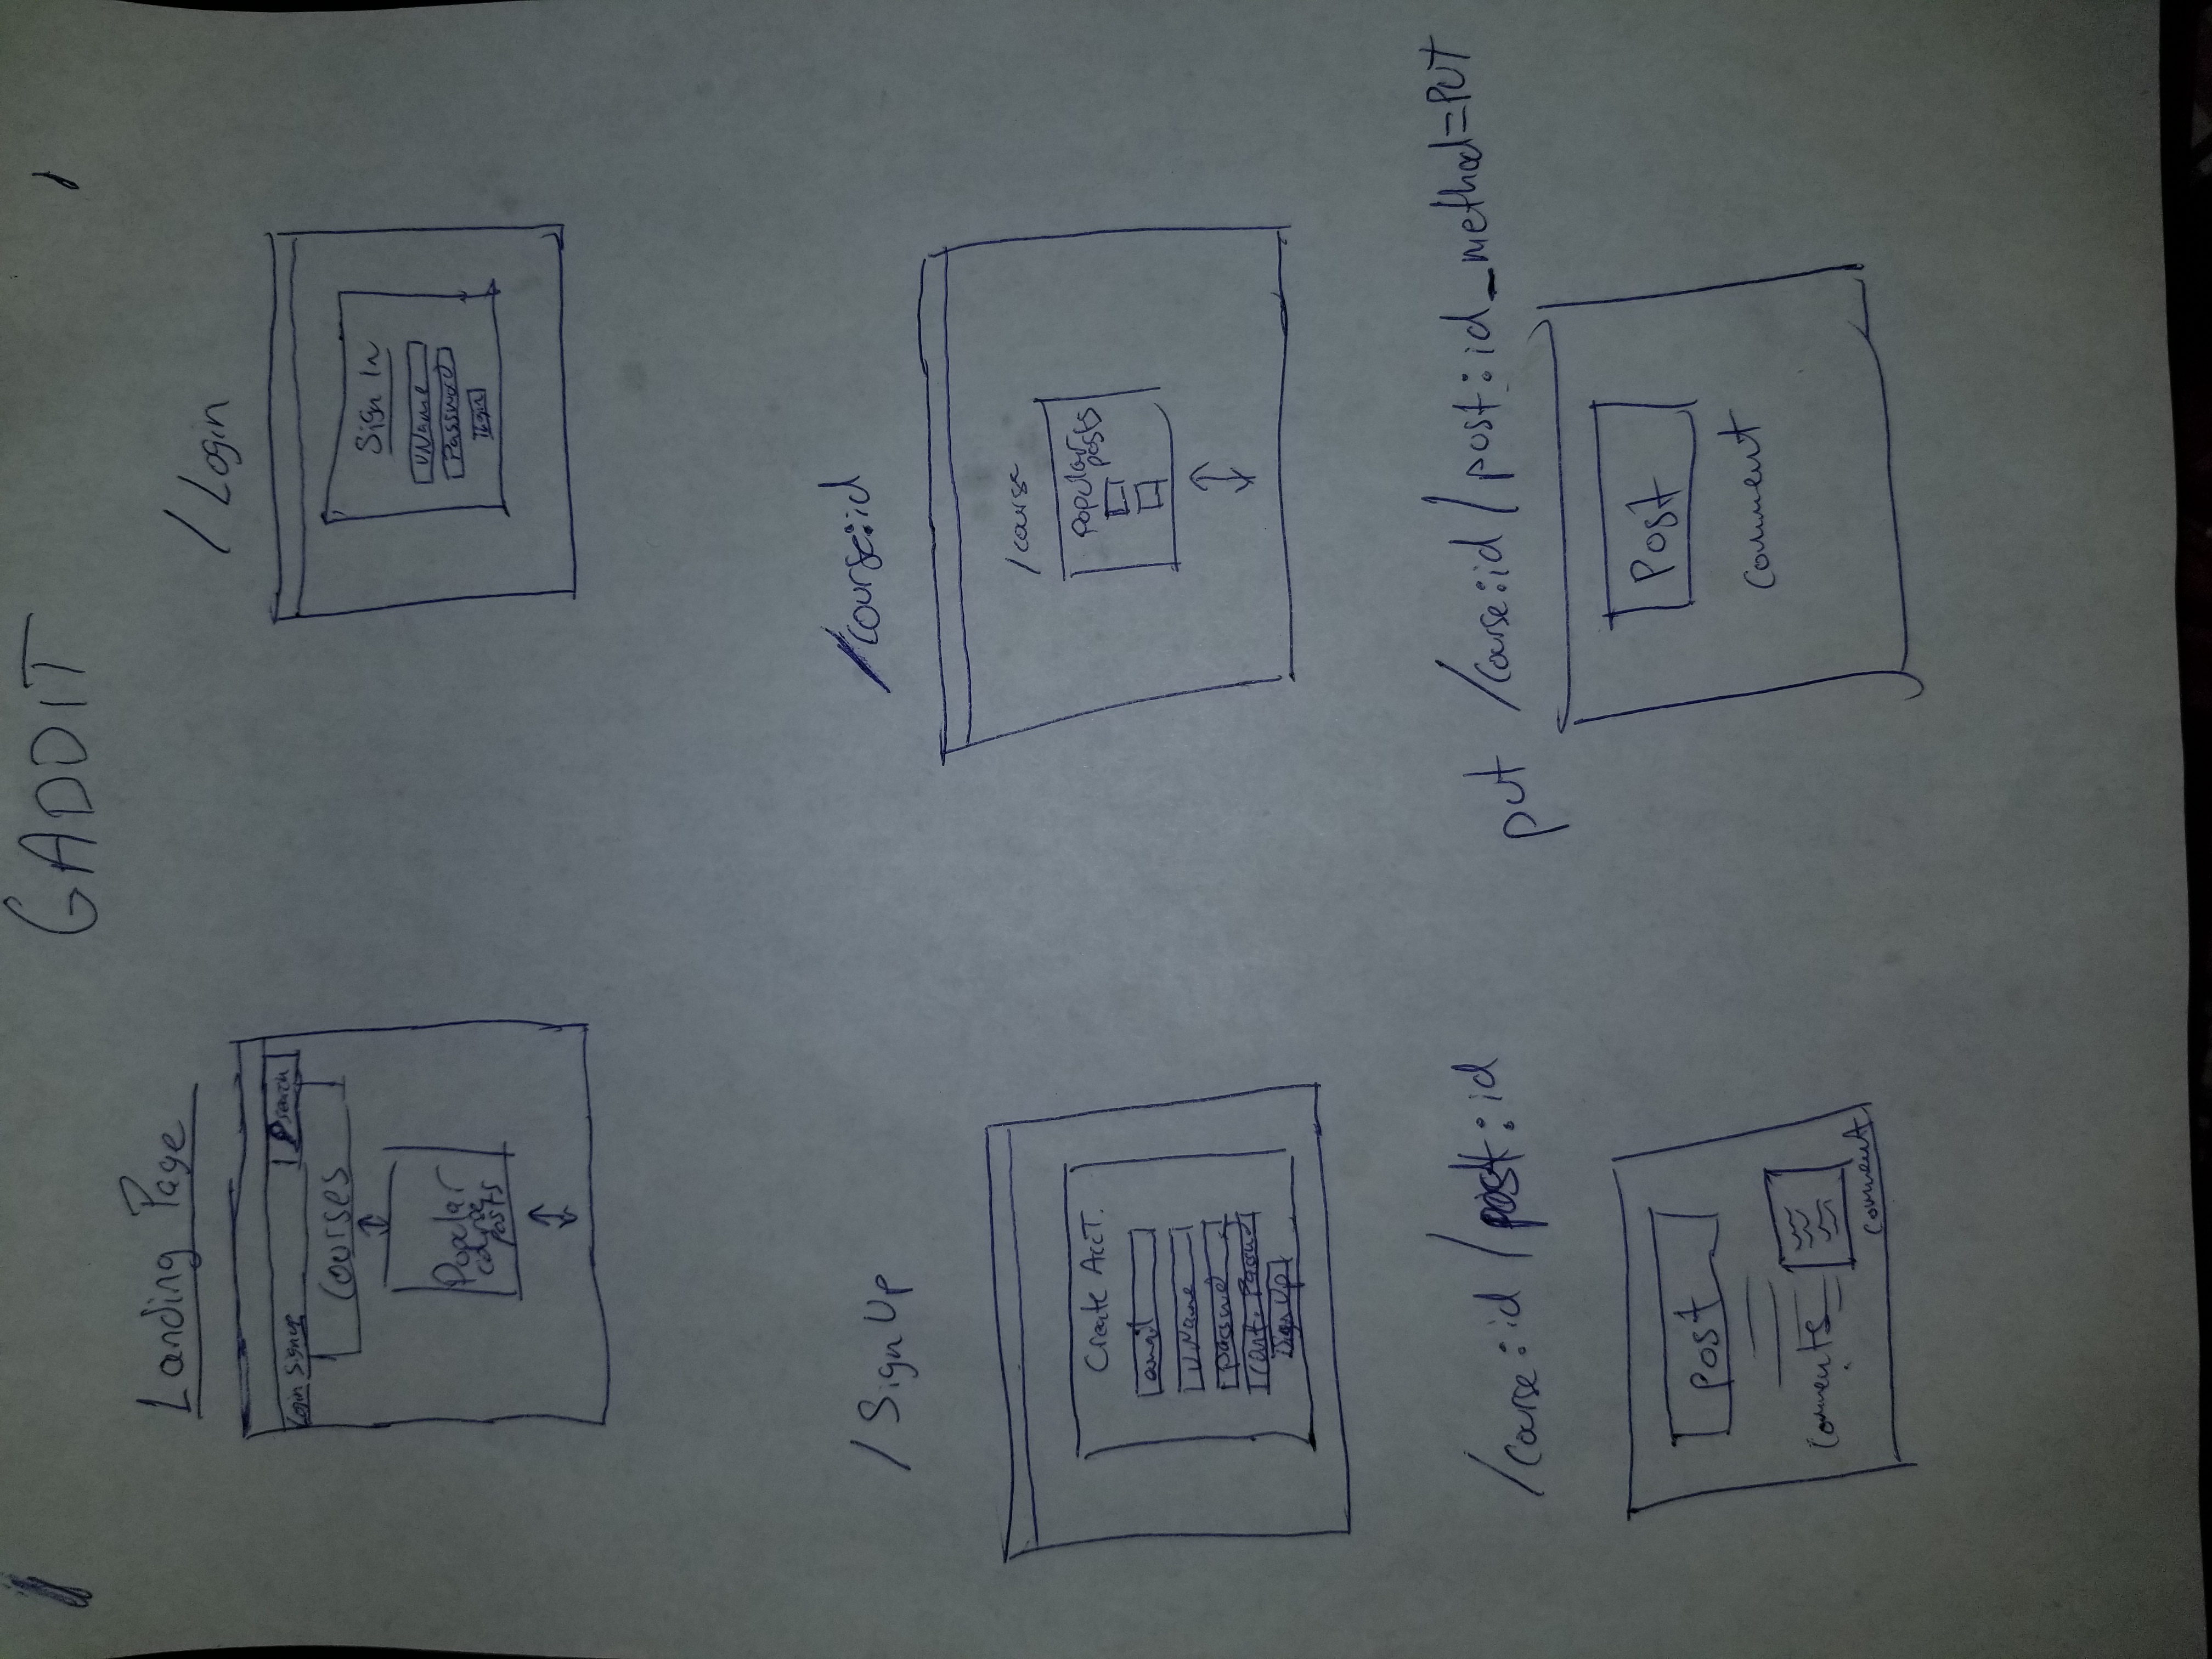 GADDIT
Landing Page
Login Signup
search
Courses
Popular
course
posts
/Login
Sign In
UName
Password
login
/SignUp
Create AccT.
email
UName
passwd
Conf. Passwd
SignUp
/course:id
/course
popular
posts
/course:id/post:id
post
comments
comment
put /course:id/post:id_method=PUT
Post
comment